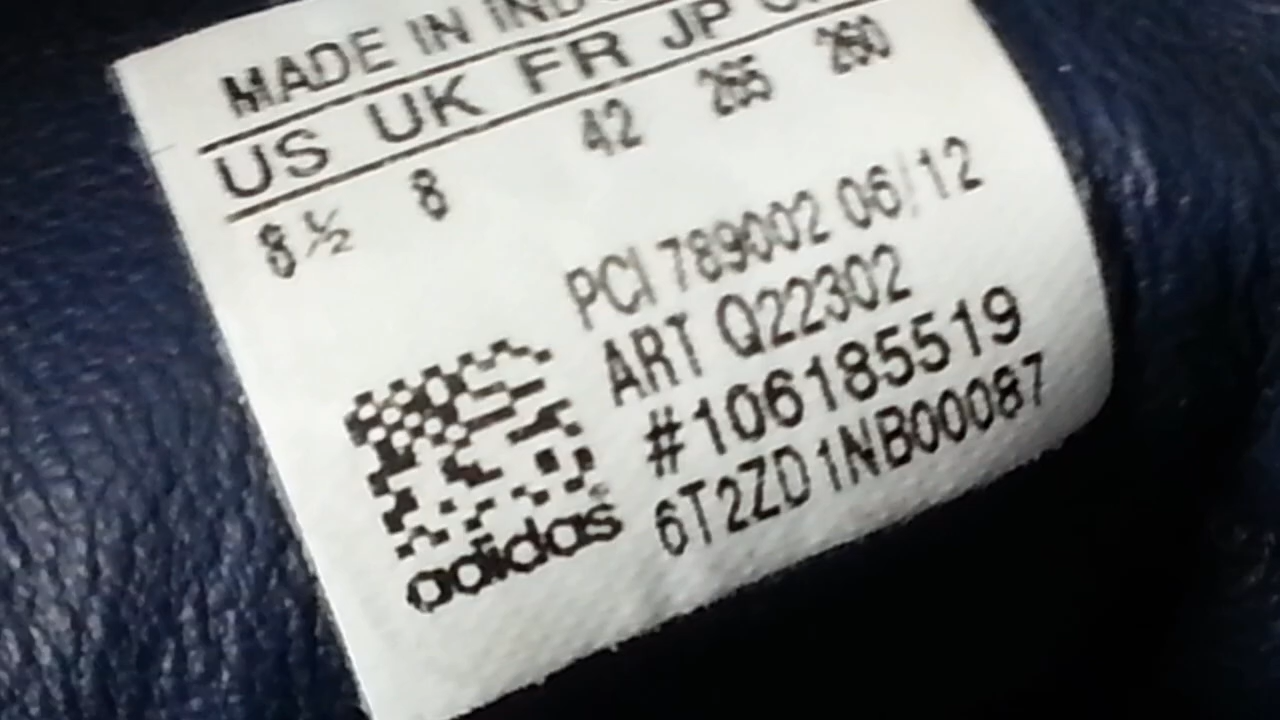 MADE IN
US UK FR JP
8½ 8 42 265 260
PCI 789002 06/12
ART Q22302
#106185519
6T2ZD1NB00087
adidas